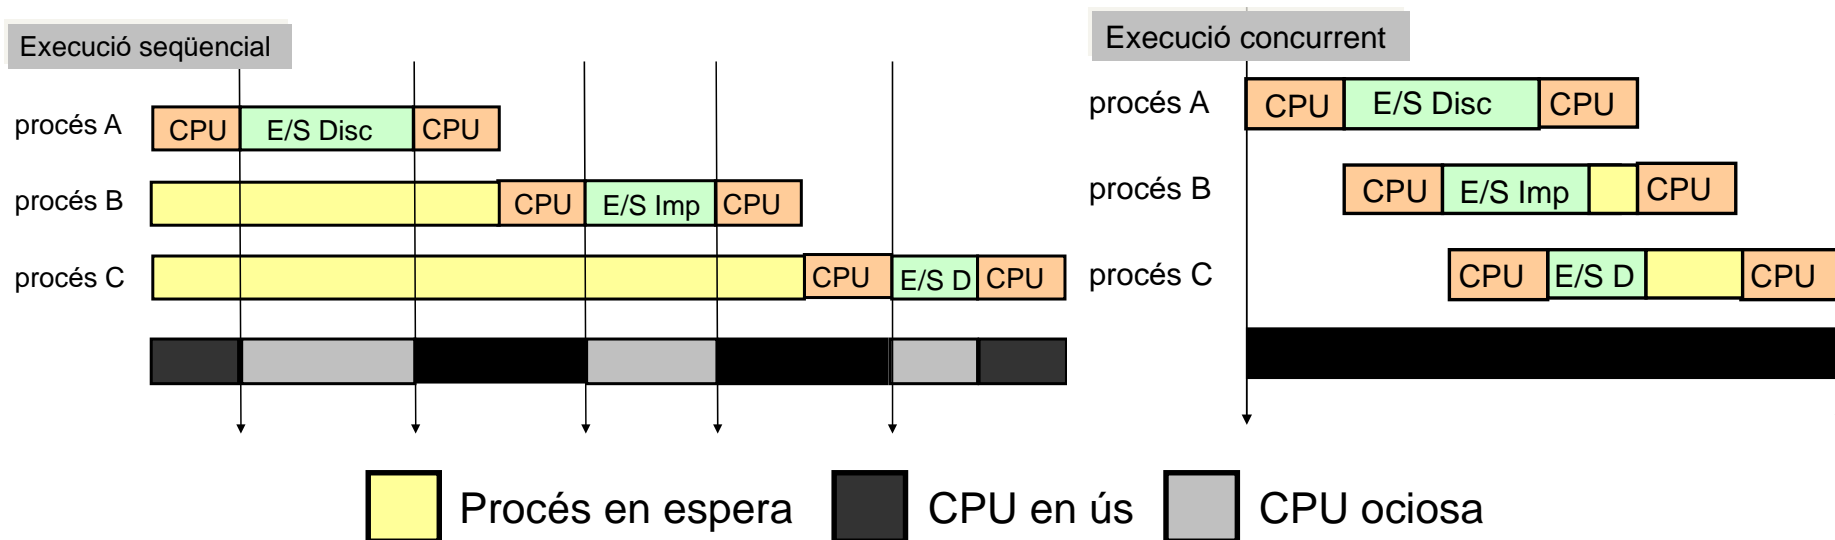 Execució seqüencial
procés A
CPU
E/S Disc
CPU
procés B
CPU
E/S Imp
CPU
procés C
CPU
E/S D
CPU
Execució concurrent
procés A
CPU
E/S Disc
CPU
procés B
CPU
E/S Imp
CPU
procés C
CPU
E/S D
CPU
Procés en espera
CPU en ús
CPU ociosa